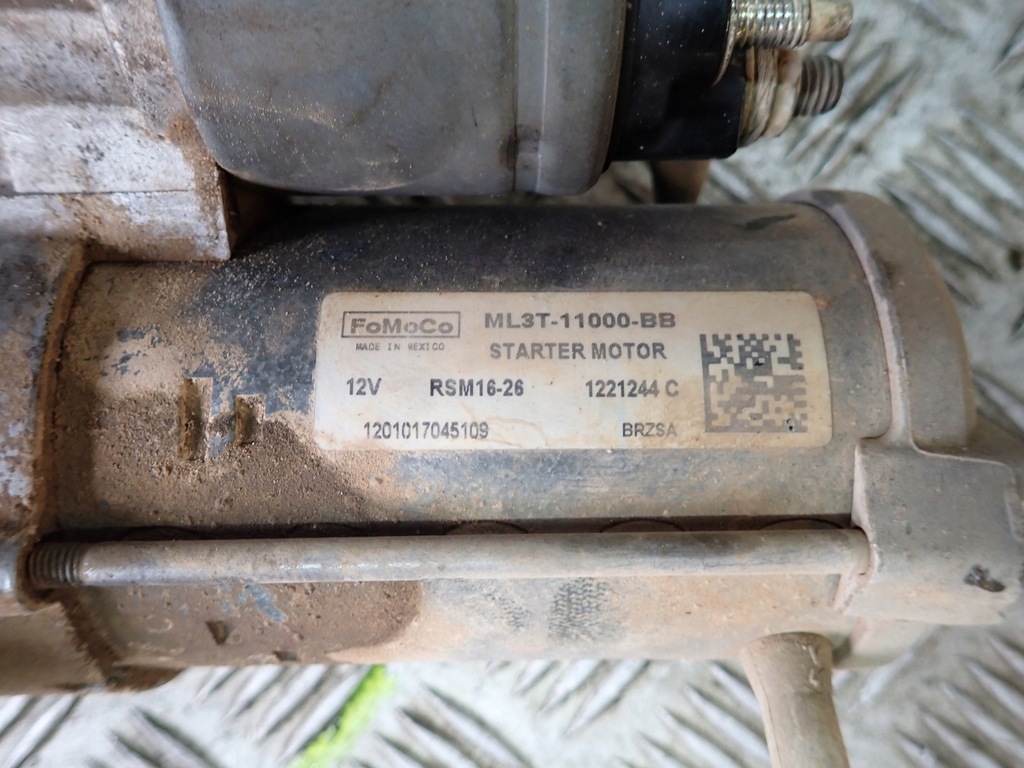 FoMoCo ML3T-11000-BB
MADE IN MEXICO STARTER MOTOR
12V RSM16-26 1221244 C
1201017045109 BRZSA